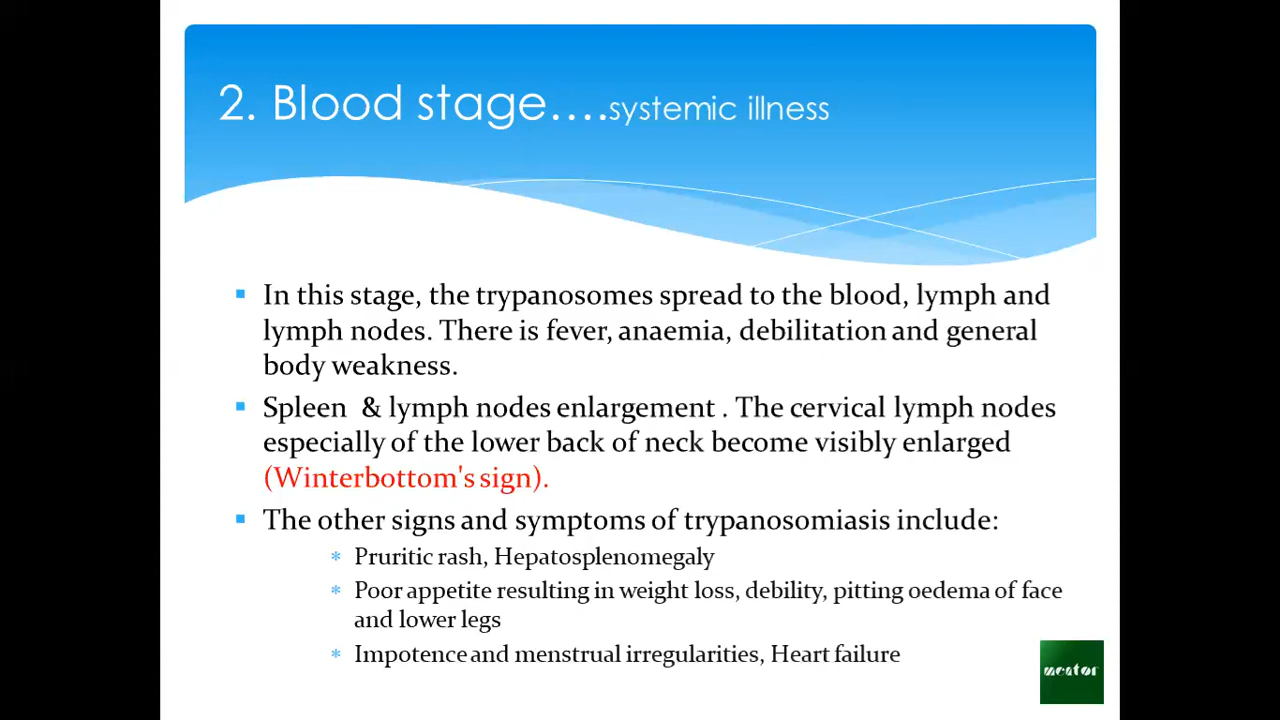 2. Blood stage....systemic illness
▪ In this stage, the trypanosomes spread to the blood, lymph and
lymph nodes. There is fever, anaemia, debilitation and general
body weakness.
▪ Spleen & lymph nodes enlargement . The cervical lymph nodes
especially of the lower back of neck become visibly enlarged
(Winterbottom's sign).
▪ The other signs and symptoms of trypanosomiasis include:
* Pruritic rash, Hepatosplenomegaly
* Poor appetite resulting in weight loss, debility, pitting oedema of face
and lower legs
* Impotence and menstrual irregularities, Heart failure